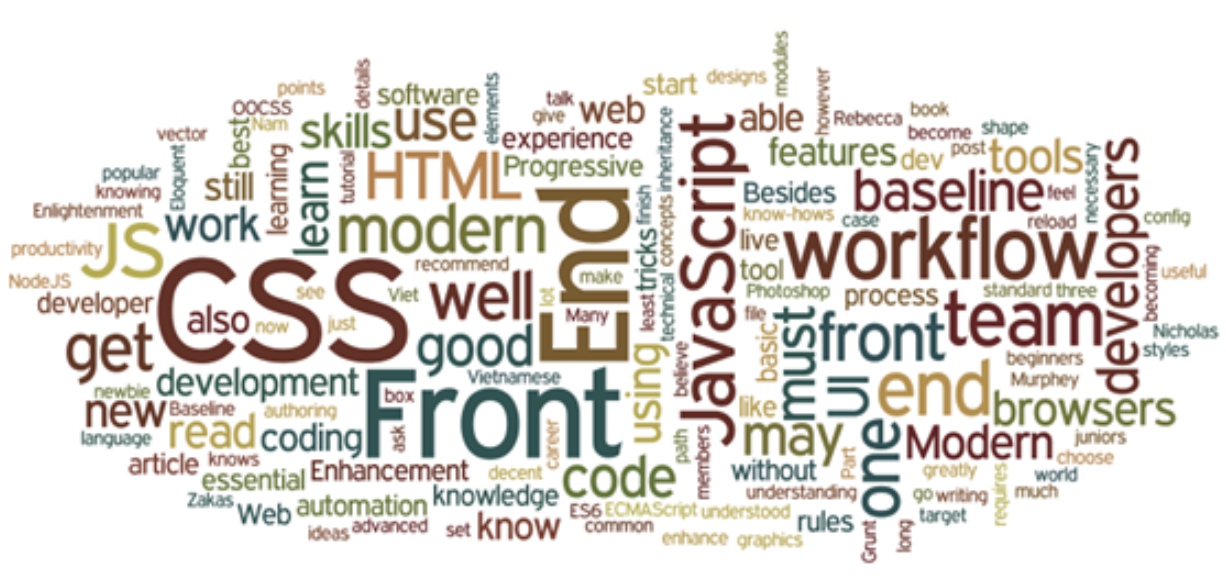 modules
start
designs
details
points
software
elements
talk
web
able
however
oocss
Nam
best
skills
use
give
experience
Rebecca
book
become
shape
vector
JavaScript
features
dev
post
tools
popular
Eloquent
still
learning
learn
tutorial
HTML
Progressive
inheritance
Besides
baseline
feel
necessary
developers
knowing
Enlightenment
work
modern
End
finish
concepts
know-hows
case
reload
config
productivity
JS
recommend
tricks
live
workflow
NodeJS
CSS
see
Viet
well
lot
make
tool
useful
becoming
developer
also
now
just
Many
least
technical
Photoshop
process
standard
three
get
good
file
basic
must
front
team
Nicholas
styles
newbie
development
Front
box
Vietnamese
using
believe
UI
end
beginners
Murphey
browsers
new
Baseline
authoring
like
language
read
coding
ask
career
path
may
one
Modern
juniors
choose
article
knows
essential
Enhancement
decent
code
members
without
Part
greatly
world
Zakas
Web
automation
knowledge
understanding
go
writing
requires
much
ideas
advanced
set
know
ES6
ECMAScript
understood
common
rules
target
enhance
graphics
Grunt
long